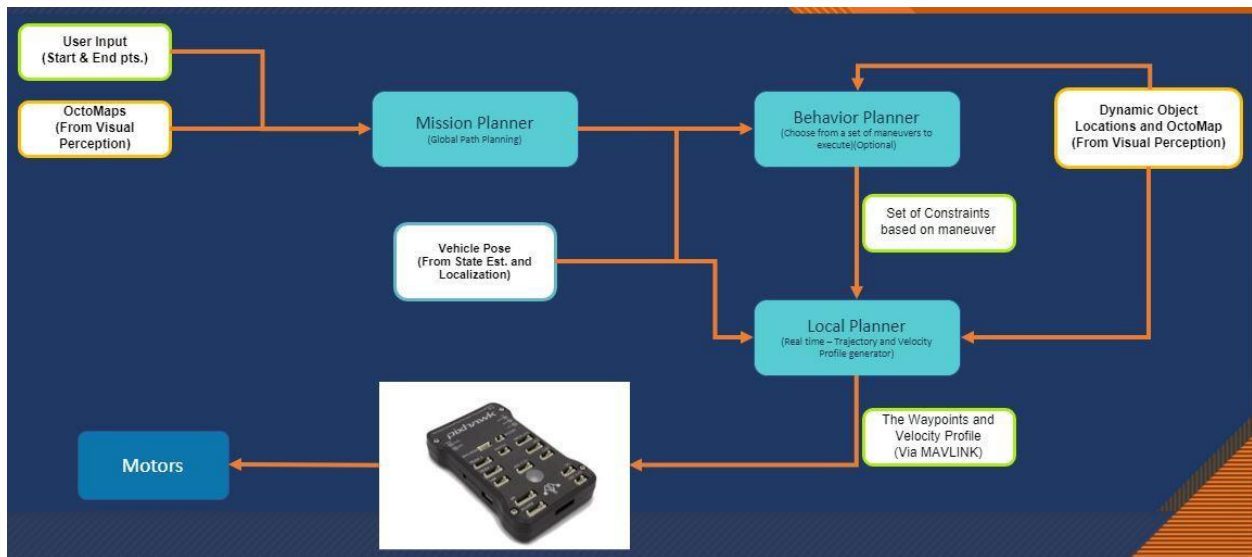 User Input
(Start & End pts.)
OctoMaps
(From Visual
Perception)
Mission Planner
(Global Path Planning)
Behavior Planner
(Choose from a set of maneuvers to
execute)(Optional)
Dynamic Object
Locations and OctoMap
(From Visual Perception)
Set of Constraints
based on maneuver
Vehicle Pose
(From State Est. and
Localization)
Local Planner
(Real time – Trajectory and Velocity
Profile generator)
The Waypoints and
Velocity Profile
(Via MAVLINK)
pixhawk
Motors